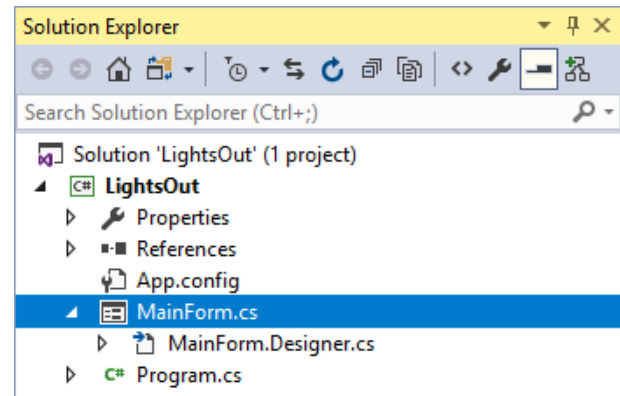 Solution Explorer
Search Solution Explorer (Ctrl+;)
Solution 'LightsOut' (1 project)
C# LightsOut
Properties
References
App.config
MainForm.cs
MainForm.Designer.cs
C# Program.cs